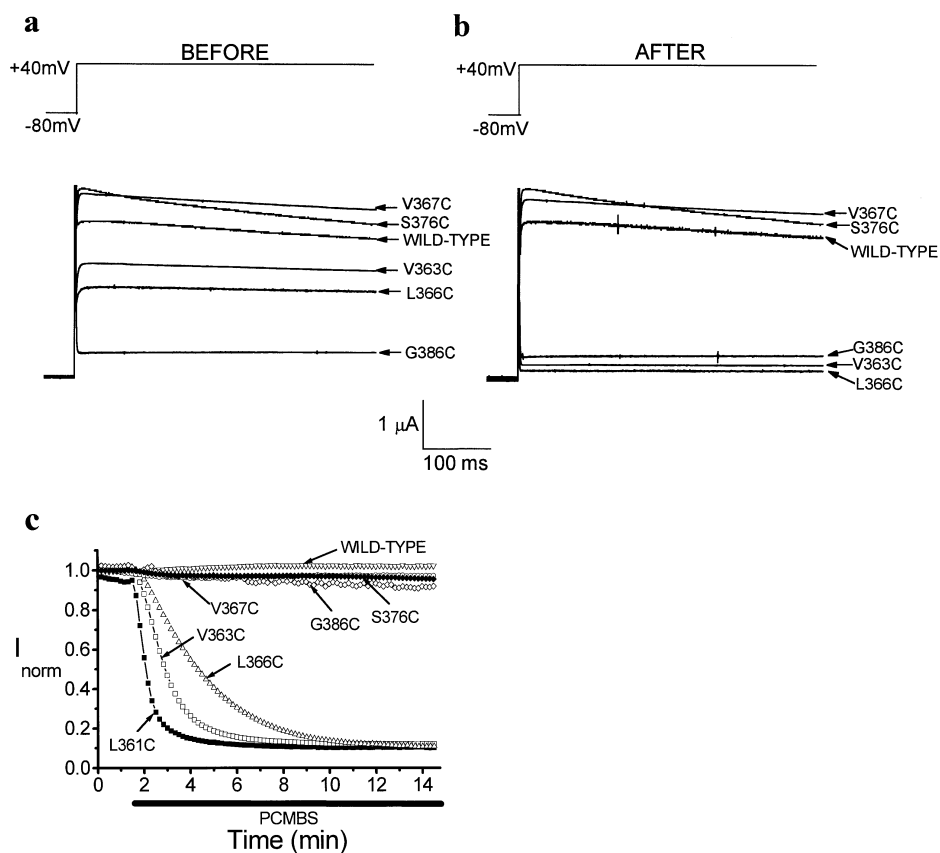 a
BEFORE
+40mV
-80mV
V367C
S376C
WILD-TYPE
V363C
L366C
G386C
b
AFTER
+40mV
-80mV
V367C
S376C
WILD-TYPE
G386C
V363C
L366C
1 µA
100 ms
c
WILD-TYPE
V367C
G386C
S376C
V363C
L366C
L361C
I norm
1.0
0.8
0.6
0.4
0.2
0.0
0 2 4 6 8 10 12 14
PCMBS
Time (min)